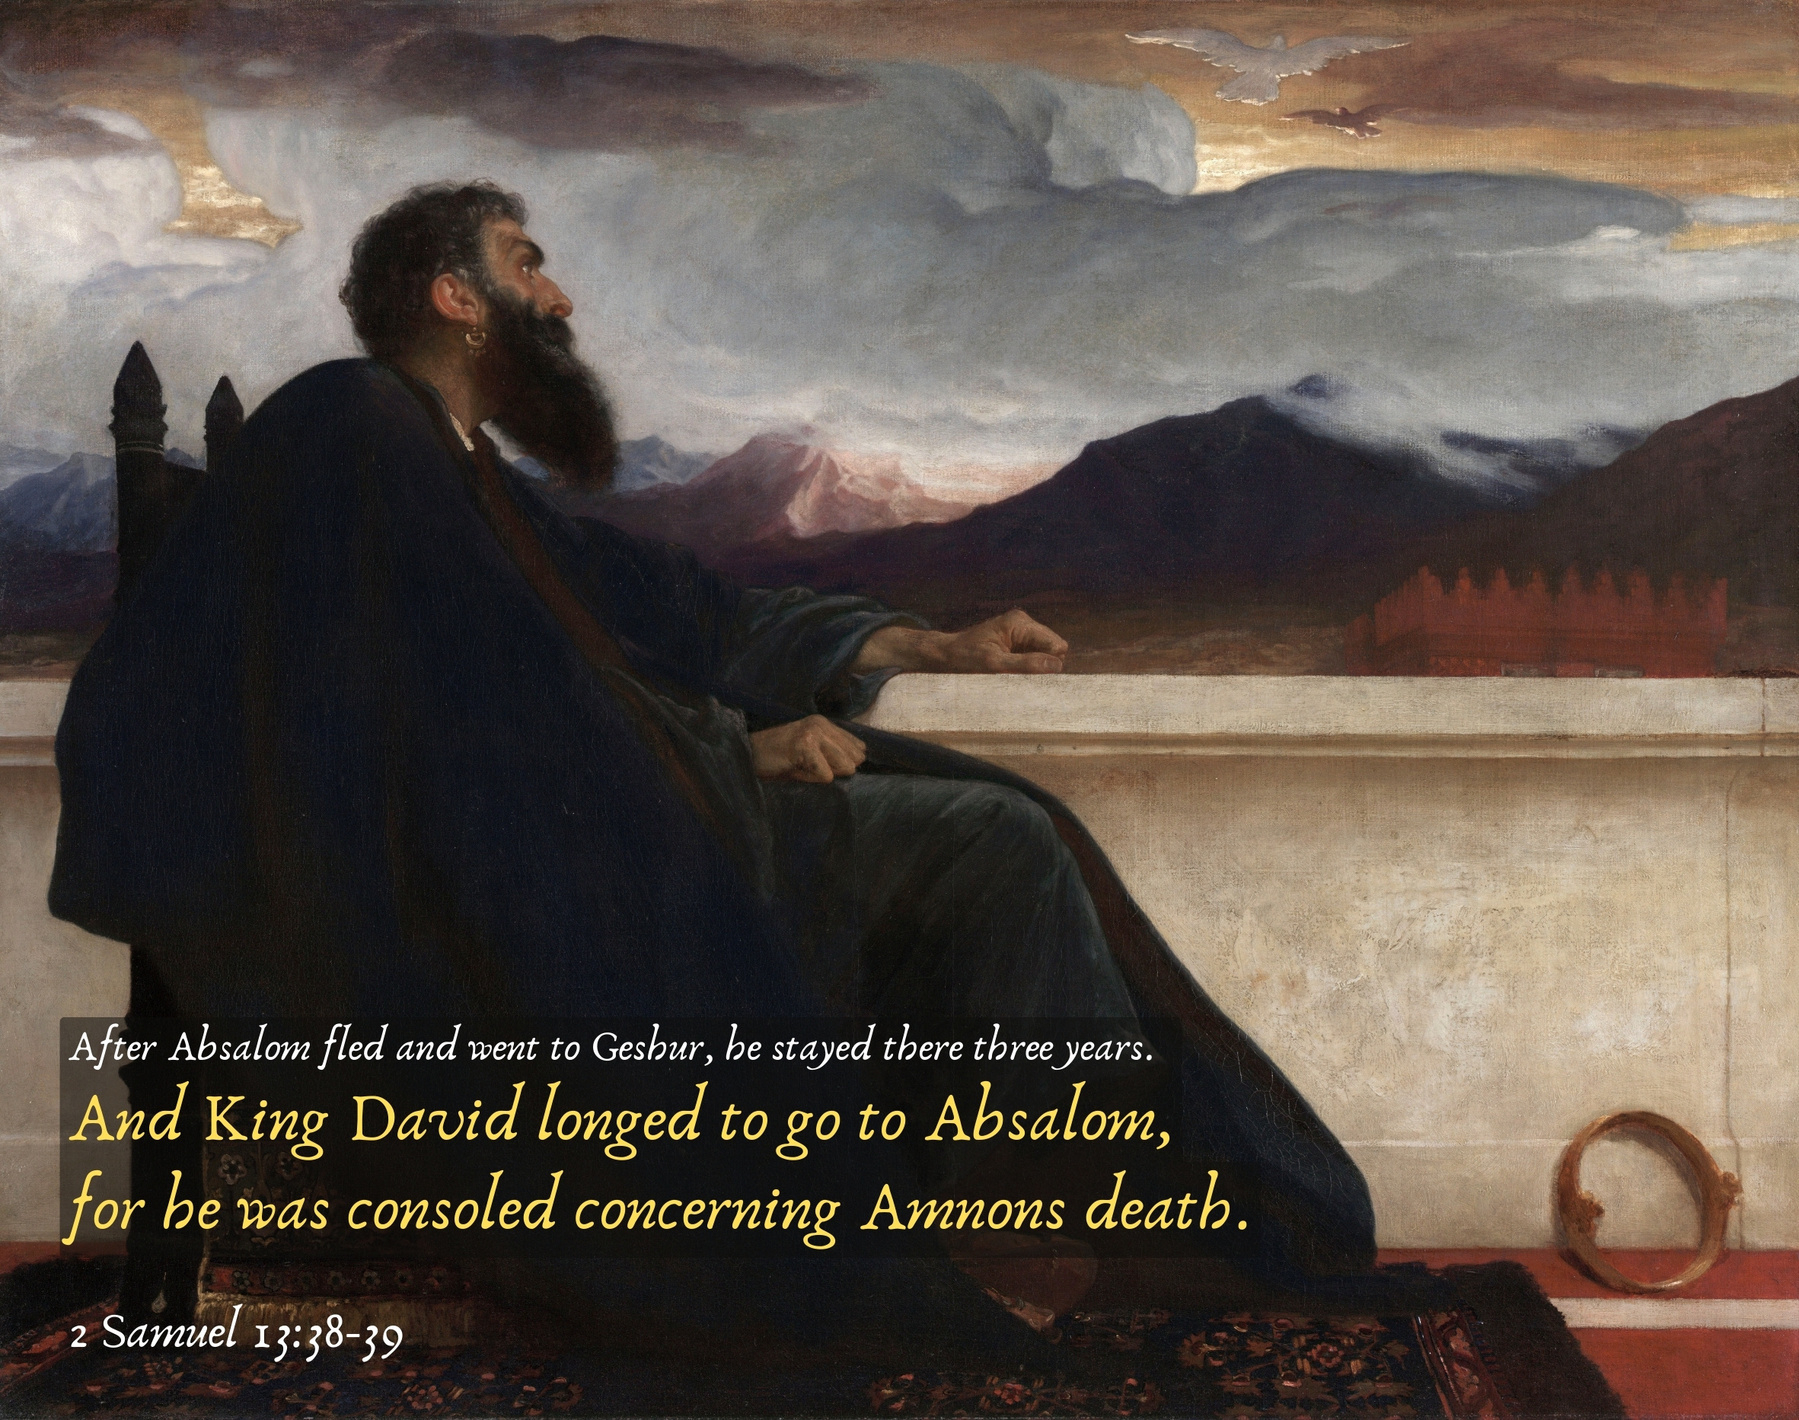 After Absalom fled and went to Geshur, he stayed there three years.
And King David longed to go to Absalom,
for he was consoled concerning Amnons death.
2 Samuel 13:38-39